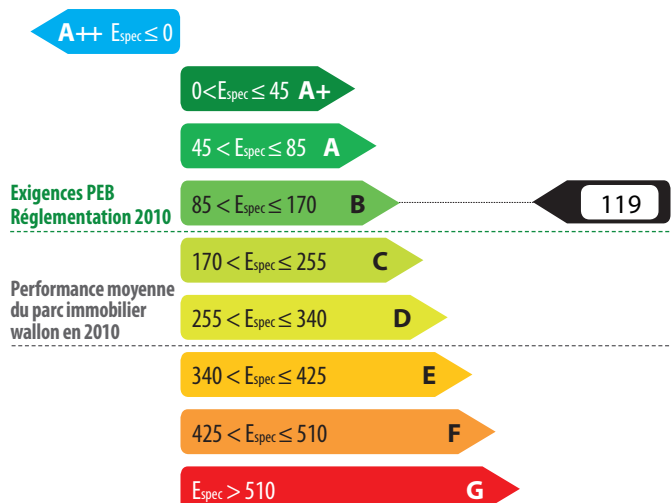 A++ Espec ≤ 0
0<Espec ≤ 45 A+
45 < Espec ≤ 85 A
Exigences PEB
Réglementation 2010
85 < Espec ≤ 170 B
119
170 < Espec ≤ 255 C
Performance moyenne
du parc immobilier
wallon en 2010
255 < Espec ≤ 340 D
340 < Espec ≤ 425 E
425 < Espec ≤ 510 F
Espec > 510 G